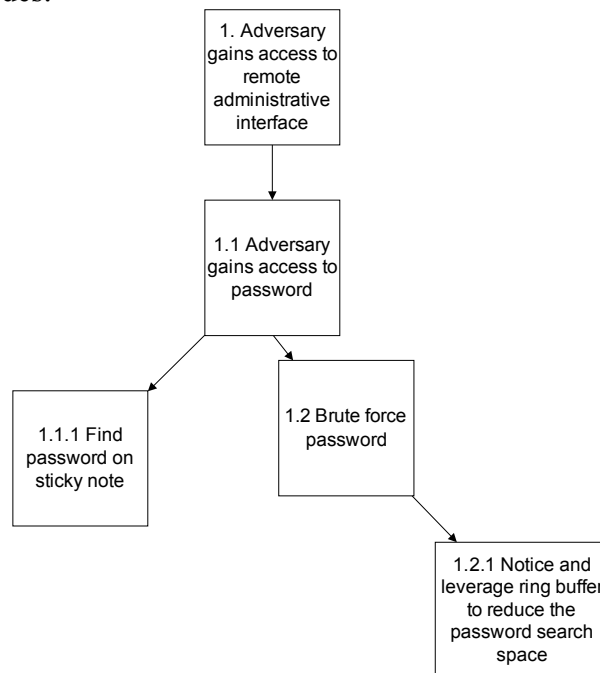 1. Adversary
gains access to
remote
administrative
interface
1.1 Adversary
gains access to
password
1.1.1 Find
password on
sticky note
1.2 Brute force
password
1.2.1 Notice and
leverage ring buffer
to reduce the
password search
space